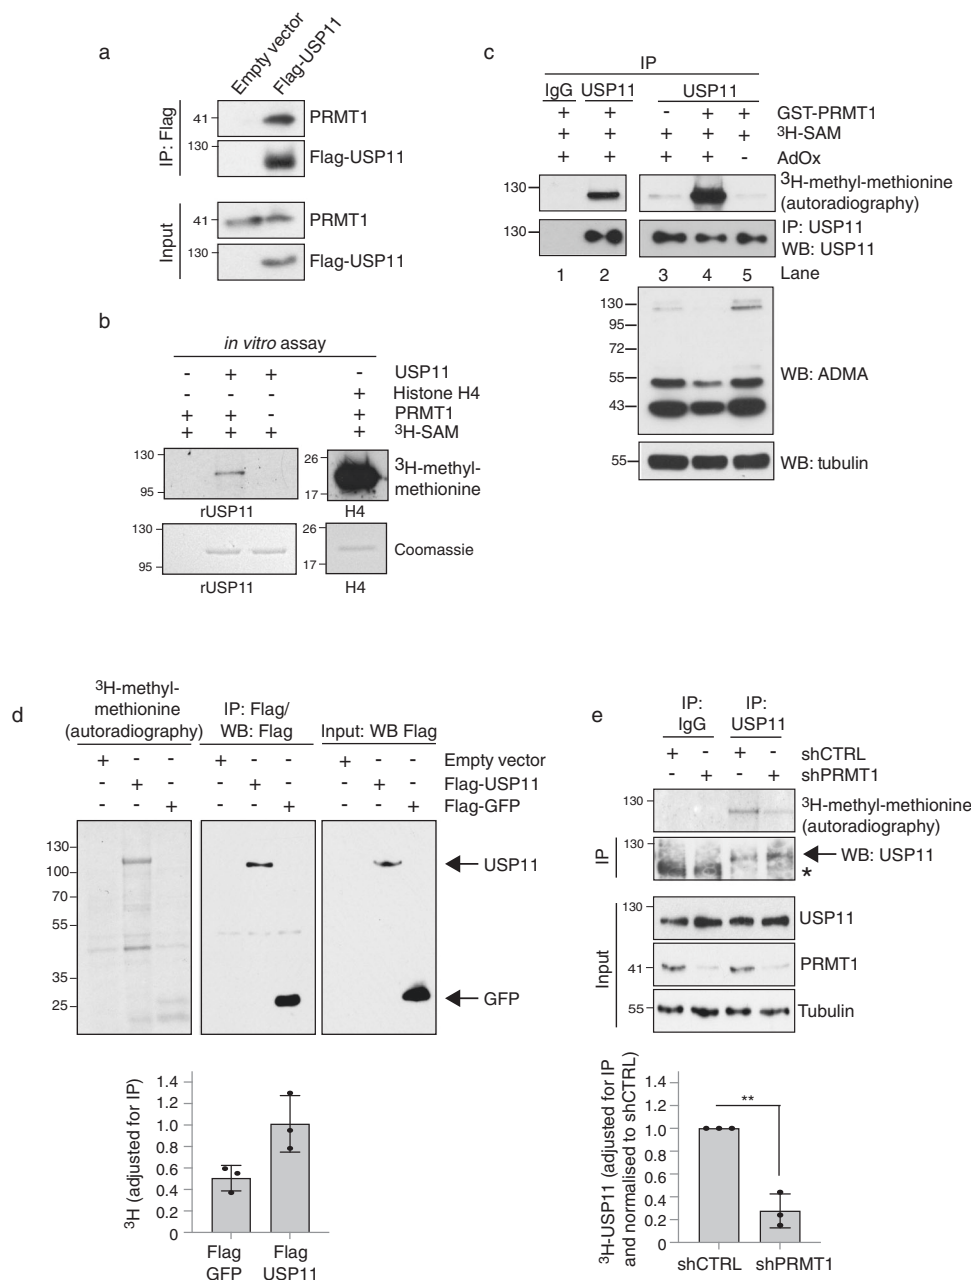 a
Empty vector
Flag-USP11
IP: Flag
41
PRMT1
130
Flag-USP11
Input
41
PRMT1
130
Flag-USP11
b
in vitro assay
- + + - USP11
+ Histone H4
+ + - + PRMT1
+ + + + ³H-SAM
130
95
rUSP11
26
17
H4
³H-methyl-
methionine
130
95
rUSP11
26
17
H4
Coomassie
c
IP
IgG USP11 USP11
+ + - + + GST-PRMT1
+ + + + + ³H-SAM
+ + + + - AdOx
130
³H-methyl-methionine
(autoradiography)
130
IP: USP11
WB: USP11
1 2 3 4 5 Lane
130
95
72
55
43
WB: ADMA
55
WB: tubulin
d
³H-methyl-
methionine
(autoradiography)
IP: Flag/
WB: Flag
Input: WB Flag
+ - - + - - + - - Empty vector
- + - - + - - + - Flag-USP11
- - + - - + - - + Flag-GFP
130
100
70
55
35
25
USP11
GFP
³H (adjusted for IP)
1.4
1.2
1.0
0.8
0.6
0.4
0.2
0
Flag
GFP
Flag
USP11
e
IP:
IgG
IP:
USP11
+ - + - shCTRL
- + - + shPRMT1
130
³H-methyl-methionine
(autoradiography)
IP
130
WB: USP11
*
Input
130
USP11
41
PRMT1
55
Tubulin
³H-USP11 (adjusted for IP
and normalised to shCTRL)
1.4
1.2
1.0
0.8
0.6
0.4
0.2
0
**
shCTRL shPRMT1